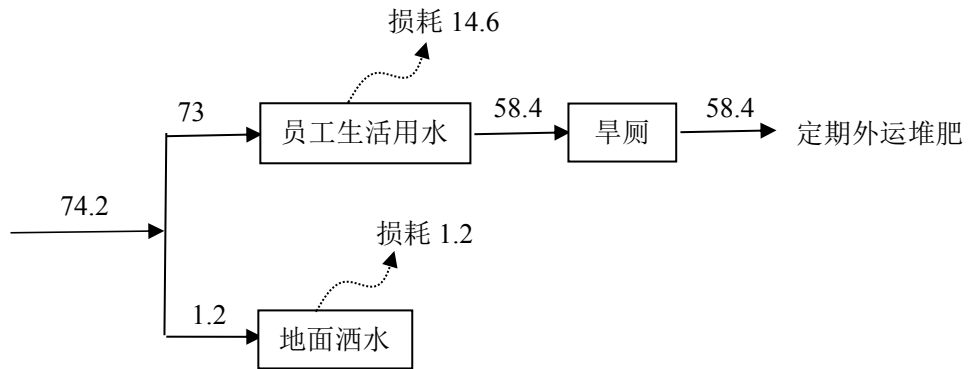 损耗 14.6
73
员工生活用水
58.4
旱厕
58.4
定期外运堆肥
74.2
损耗 1.2
1.2
地面洒水